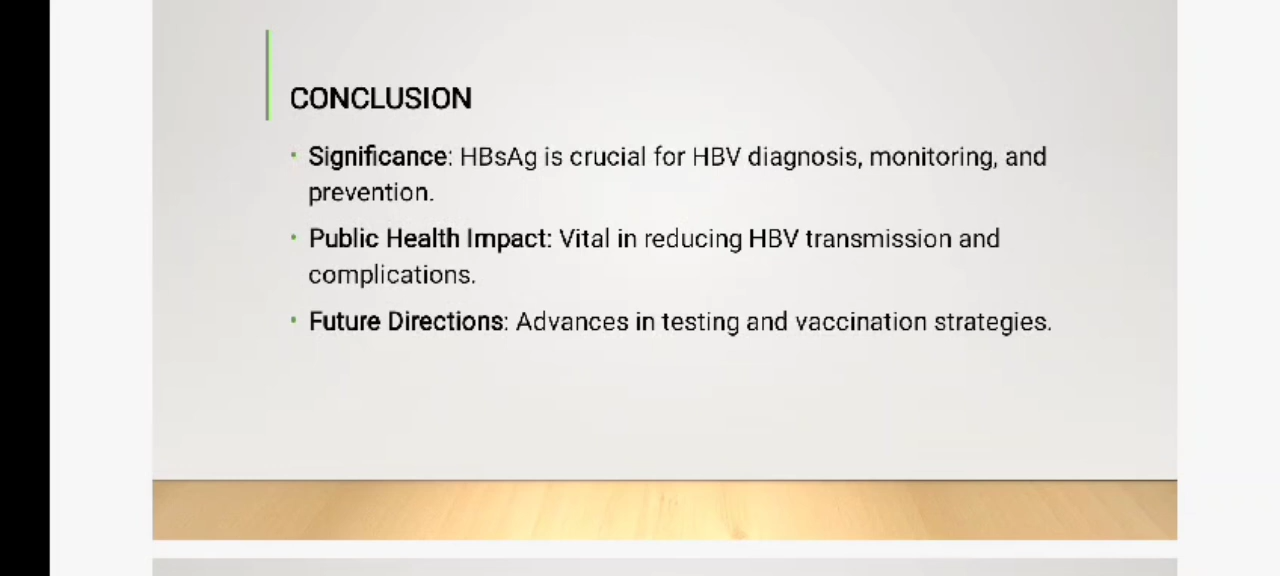 CONCLUSION
• Significance: HBsAg is crucial for HBV diagnosis, monitoring, and
prevention.
• Public Health Impact: Vital in reducing HBV transmission and
complications.
• Future Directions: Advances in testing and vaccination strategies.